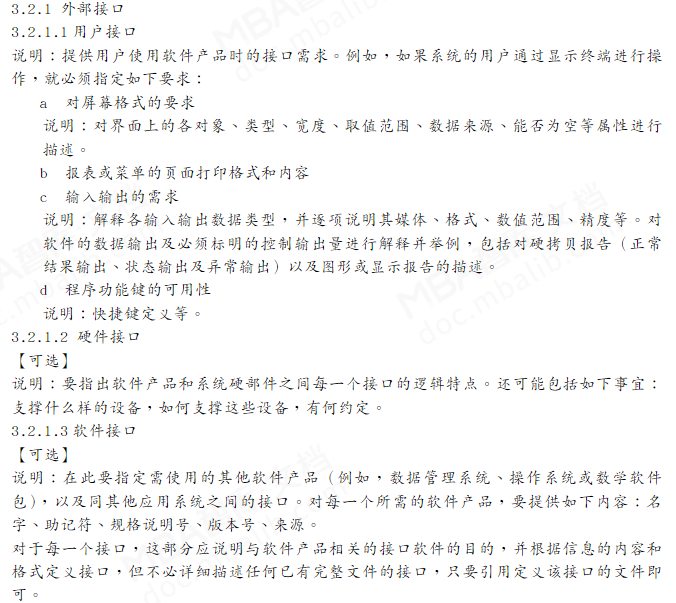 3.2.1 外部接口
3.2.1.1用户接口
说明：提供用户使用软件产品时的接口需求。例如，如果系统的用户通过显示终端进行操
作，就必须指定如下要求：
a 对屏幕格式的要求
说明：对界面上的各对象、类型、宽度、取值范围、数据来源、能否为空等属性进行
描述。
b 报表或菜单的页面打印格式和内容
c 输入输出的需求
说明：解释各输入输出数据类型，并逐项说明其媒体、格式、数值范围、精度等。对
软件的数据输出及必须标明的控制输出量进行解释并举例，包括对硬拷贝报告（正常
结果输出、状态输出及异常输出）以及图形或显示报告的描述。
d 程序功能键的可用性
说明：快捷键定义等。
3.2.1.2 硬件接口
【可选】
说明：要指出软件产品和系统硬部件之间每一个接口的逻辑特点。还可能包括如下事宜：
支撑什么样的设备，如何支撑这些设备，有何约定。
3.2.1.3软件接口
【可选】
说明：在此要指定需使用的其他软件产品（例如，数据管理系统、操作系统或数学软件
包），以及同其他应用系统之间的接口。对每一个所需的软件产品，要提供如下内容：名
字、助记符、规格说明号、版本号、来源。
对于每一个接口，这部分应说明与软件产品相关的接口软件的目的，并根据信息的内容和
格式定义接口，但不必详细描述任何已有完整文件的接口，只要引用定义该接口的文件即
可。